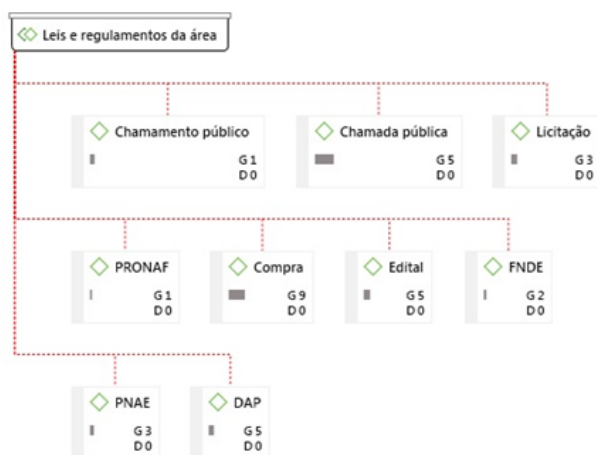 Leis e regulamentos da área
Chamamento público
G 1
D 0
Chamada pública
G 5
D 0
Licitação
G 3
D 0
PRONAF
G 1
D 0
Compra
G 9
D 0
Edital
G 5
D 0
FNDE
G 2
D 0
PNAE
G 3
D 0
DAP
G 5
D 0